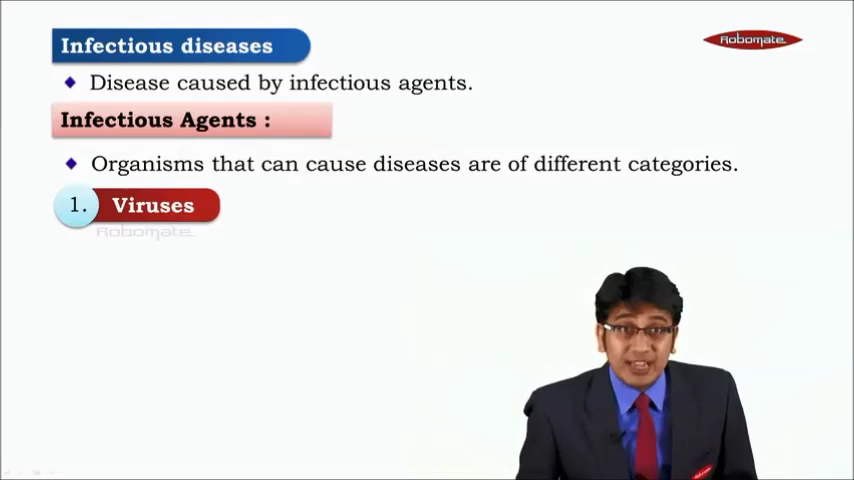 Infectious diseases
Robomate
Disease caused by infectious agents.
Infectious Agents :
Organisms that can cause diseases are of different categories.
1. Viruses
Robomate